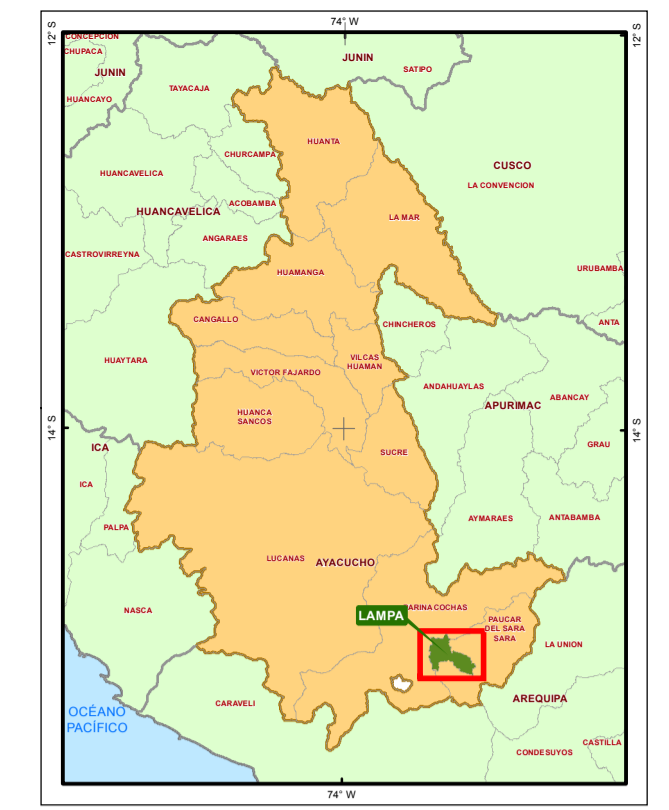 74° W
12° S
12° S
CONCEPCION
CHUPACA
JUNIN
JUNIN
SATIPO
TAYACAJA
HUANCAYO
HUANTA
CHURCAMPA
CUSCO
HUANCAVELICA
LA CONVENCION
ACOBAMBA
HUANCAVELICA
LA MAR
ANGARAES
CASTROVIRREYNA
URUBAMBA
HUAMANGA
CANGALLO
CHINCHEROS
ANTA
HUAYTARA
VILCAS
HUAMAN
VICTOR FAJARDO
ANDAHUAYLAS
ABANCAY
APURIMAC
HUANCA
SANCOS
14° S
14° S
ICA
GRAU
SUCRE
ICA
PALPA
AYMARAES
ANTABAMBA
LUCANAS
AYACUCHO
NASCA
LAMPA
ARINA COCHAS
PAUCAR
DEL SARA
SARA
LA UNION
AREQUIPA
CARAVELI
OCÉANO
PACÍFICO
CASTILLA
CONDESUYOS
74° W